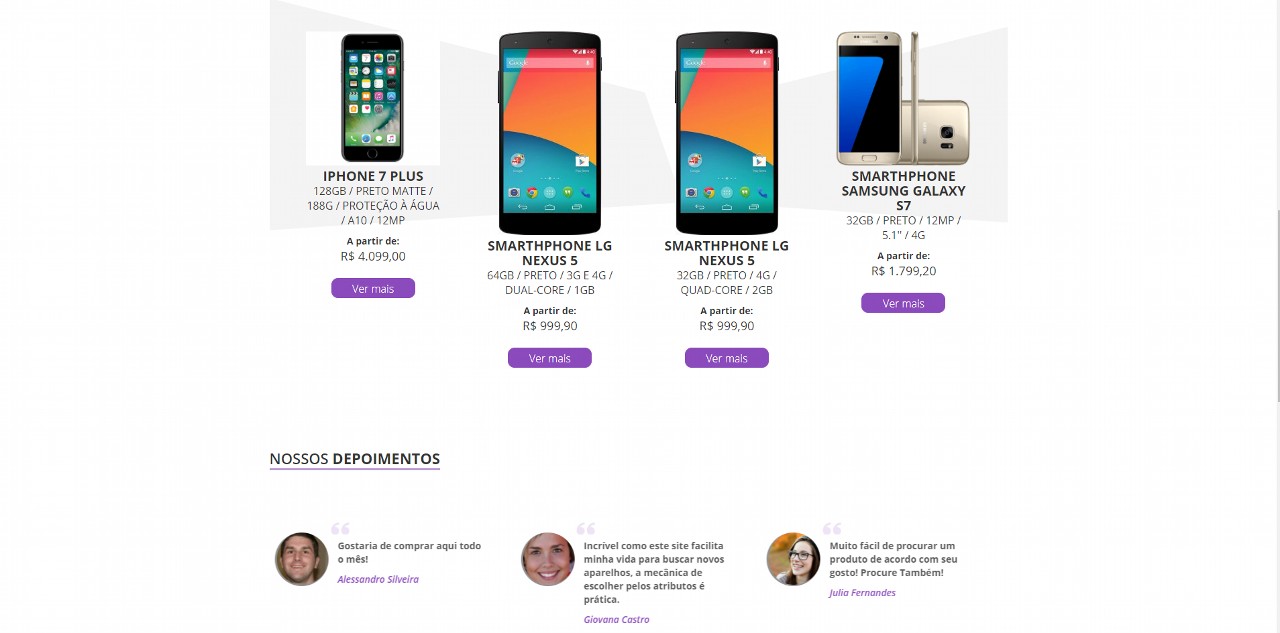 IPHONE 7 PLUS
128GB / PRETO MATTE /
188G / PROTEÇÃO À ÁGUA
/ A10 / 12MP
A partir de:
R$ 4.099,00
Ver mais
Google
SMARTHPHONE LG
NEXUS 5
64GB / PRETO / 3G E 4G /
DUAL-CORE / 1GB
A partir de:
R$ 999,90
Ver mais
Google
SMARTHPHONE LG
NEXUS 5
32GB / PRETO / 4G /
QUAD-CORE / 2GB
A partir de:
R$ 999,90
Ver mais
SMARTHPHONE
SAMSUNG GALAXY
S7
32GB / PRETO / 12MP /
5.1" / 4G
A partir de:
R$ 1.799,20
Ver mais
NOSSOS DEPOIMENTOS
Gostaria de comprar aqui todo
o mês!
Alessandro Silveira
Incrível como este site facilita
minha vida para buscar novos
aparelhos, a mecânica de
escolher pelos atributos é
prática.
Giovana Castro
Muito fácil de procurar um
produto de acordo com seu
gosto! Procure Também!
Julia Fernandes